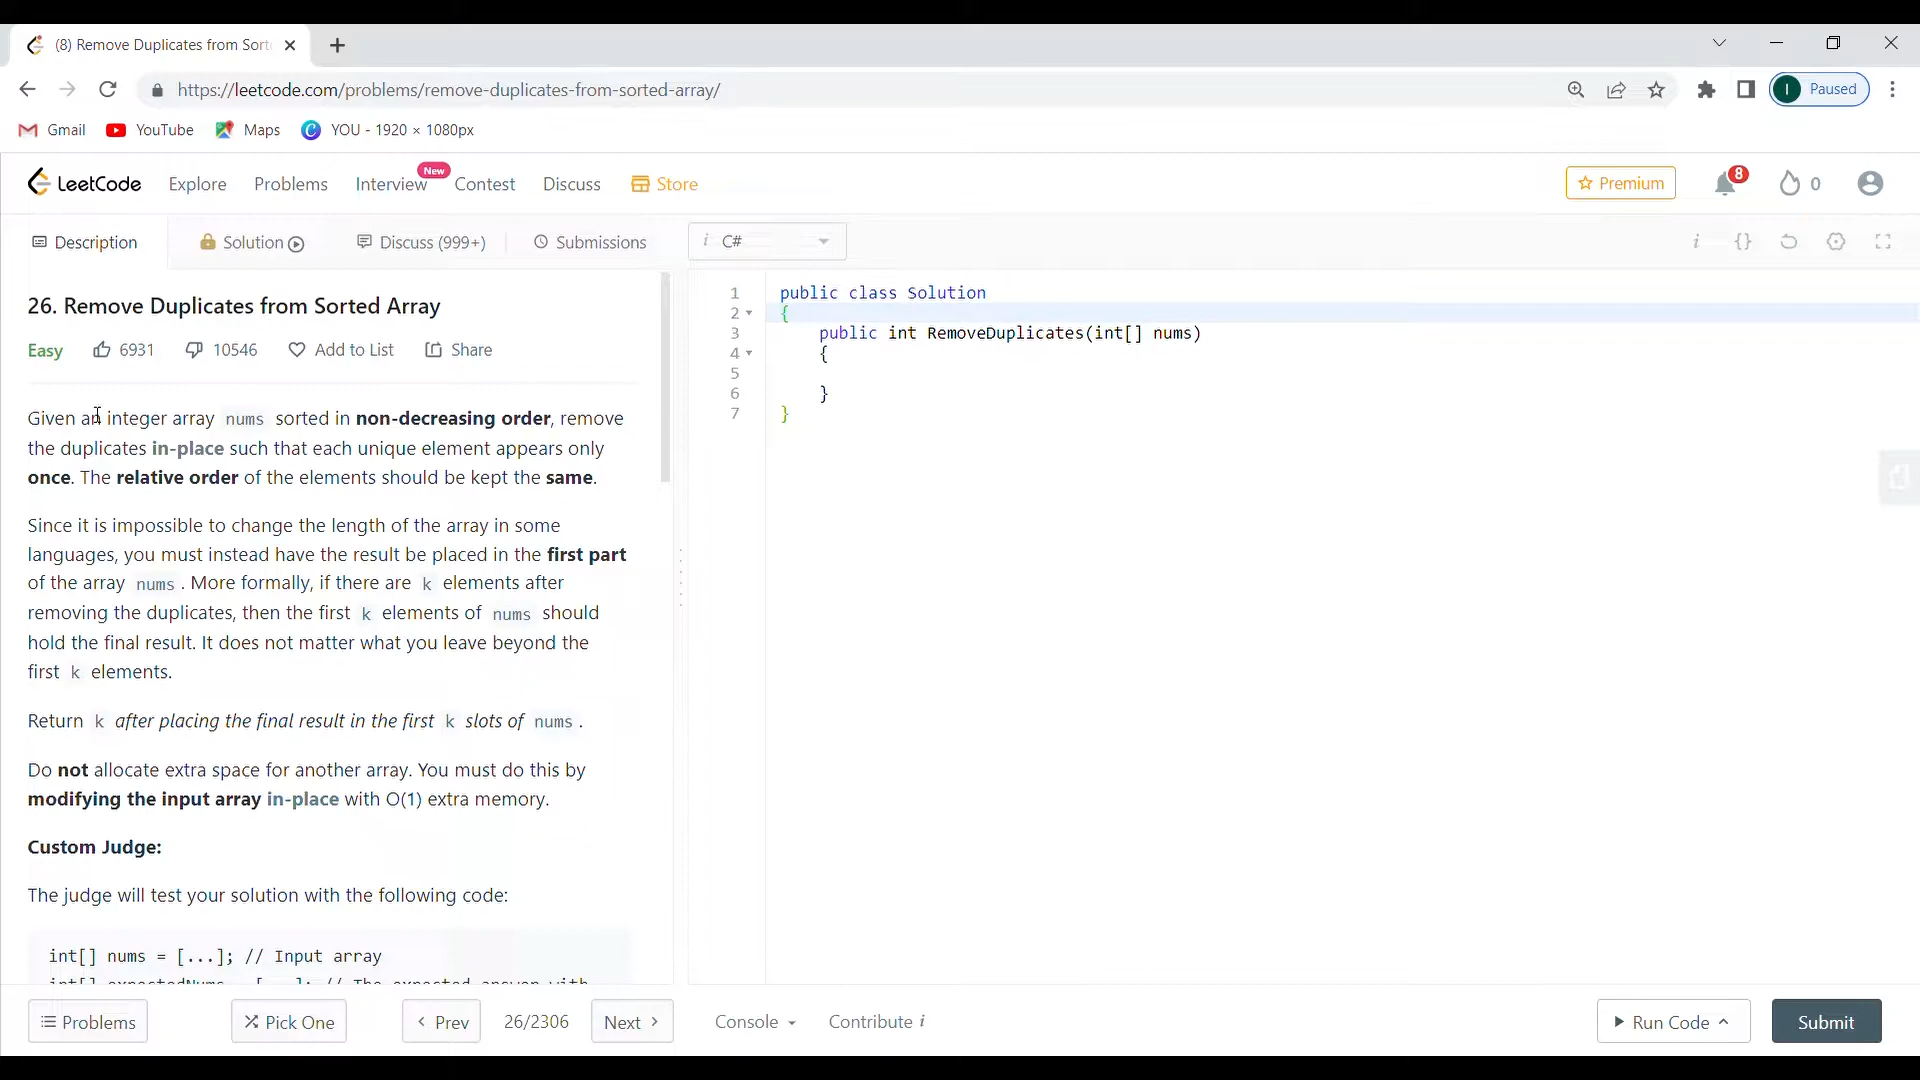 (8) Remove Duplicates from Sort
https://leetcode.com/problems/remove-duplicates-from-sorted-array/
I Paused
Gmail YouTube Maps YOU - 1920 × 1080px
LeetCode Explore Problems Interview New Contest Discuss Store Premium 8 0
Description Solution Discuss (999+) Submissions i C# i {}
26. Remove Duplicates from Sorted Array
Easy 6931 10546 Add to List Share
Given an integer array nums sorted in non-decreasing order, remove
the duplicates in-place such that each unique element appears only
once. The relative order of the elements should be kept the same.
Since it is impossible to change the length of the array in some
languages, you must instead have the result be placed in the first part
of the array nums. More formally, if there are k elements after
removing the duplicates, then the first k elements of nums should
hold the final result. It does not matter what you leave beyond the
first k elements.
Return k after placing the final result in the first k slots of nums.
Do not allocate extra space for another array. You must do this by
modifying the input array in-place with O(1) extra memory.
Custom Judge:
The judge will test your solution with the following code:
int[] nums = [...]; // Input array
int[] expectedNums = [...]; // The expected answer with
1 public class Solution
2 {
3 public int RemoveDuplicates(int[] nums)
4 {
5
6 }
7 }
Problems Pick One Prev 26/2306 Next Console Contribute i Run Code Submit